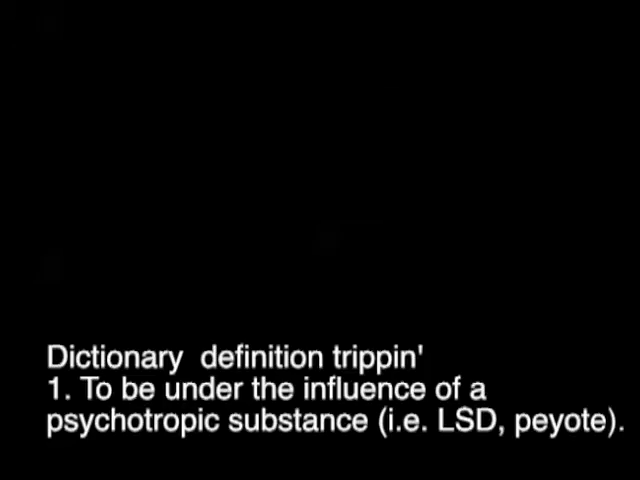 Dictionary  definition trippin'
1. To be under the influence of a
psychotropic substance (i.e. LSD, peyote).